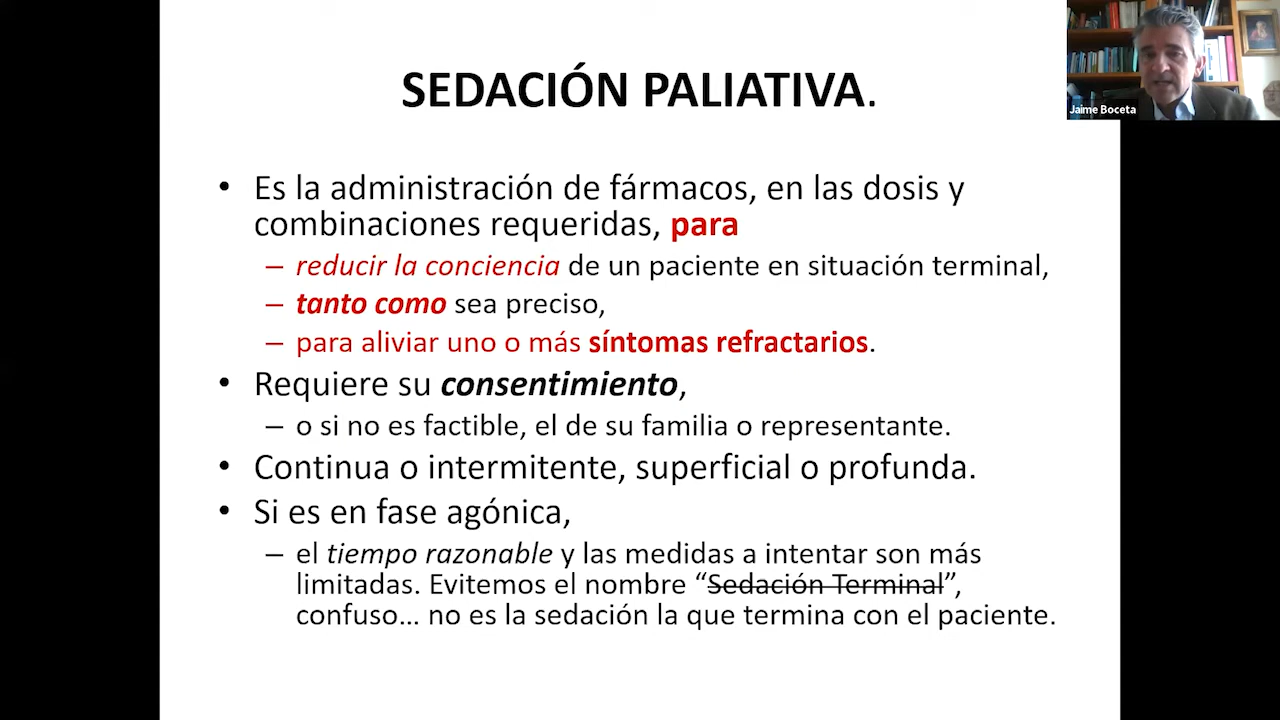 Jaime Boceta
SEDACIÓN PALIATIVA.
• Es la administración de fármacos, en las dosis y
combinaciones requeridas, para
– reducir la conciencia de un paciente en situación terminal,
– tanto como sea preciso,
– para aliviar uno o más síntomas refractarios.
• Requiere su consentimiento,
– o si no es factible, el de su familia o representante.
• Continua o intermitente, superficial o profunda.
• Si es en fase agónica,
– el tiempo razonable y las medidas a intentar son más
limitadas. Evitemos el nombre “Sedación Terminal”,
confuso... no es la sedación la que termina con el paciente.